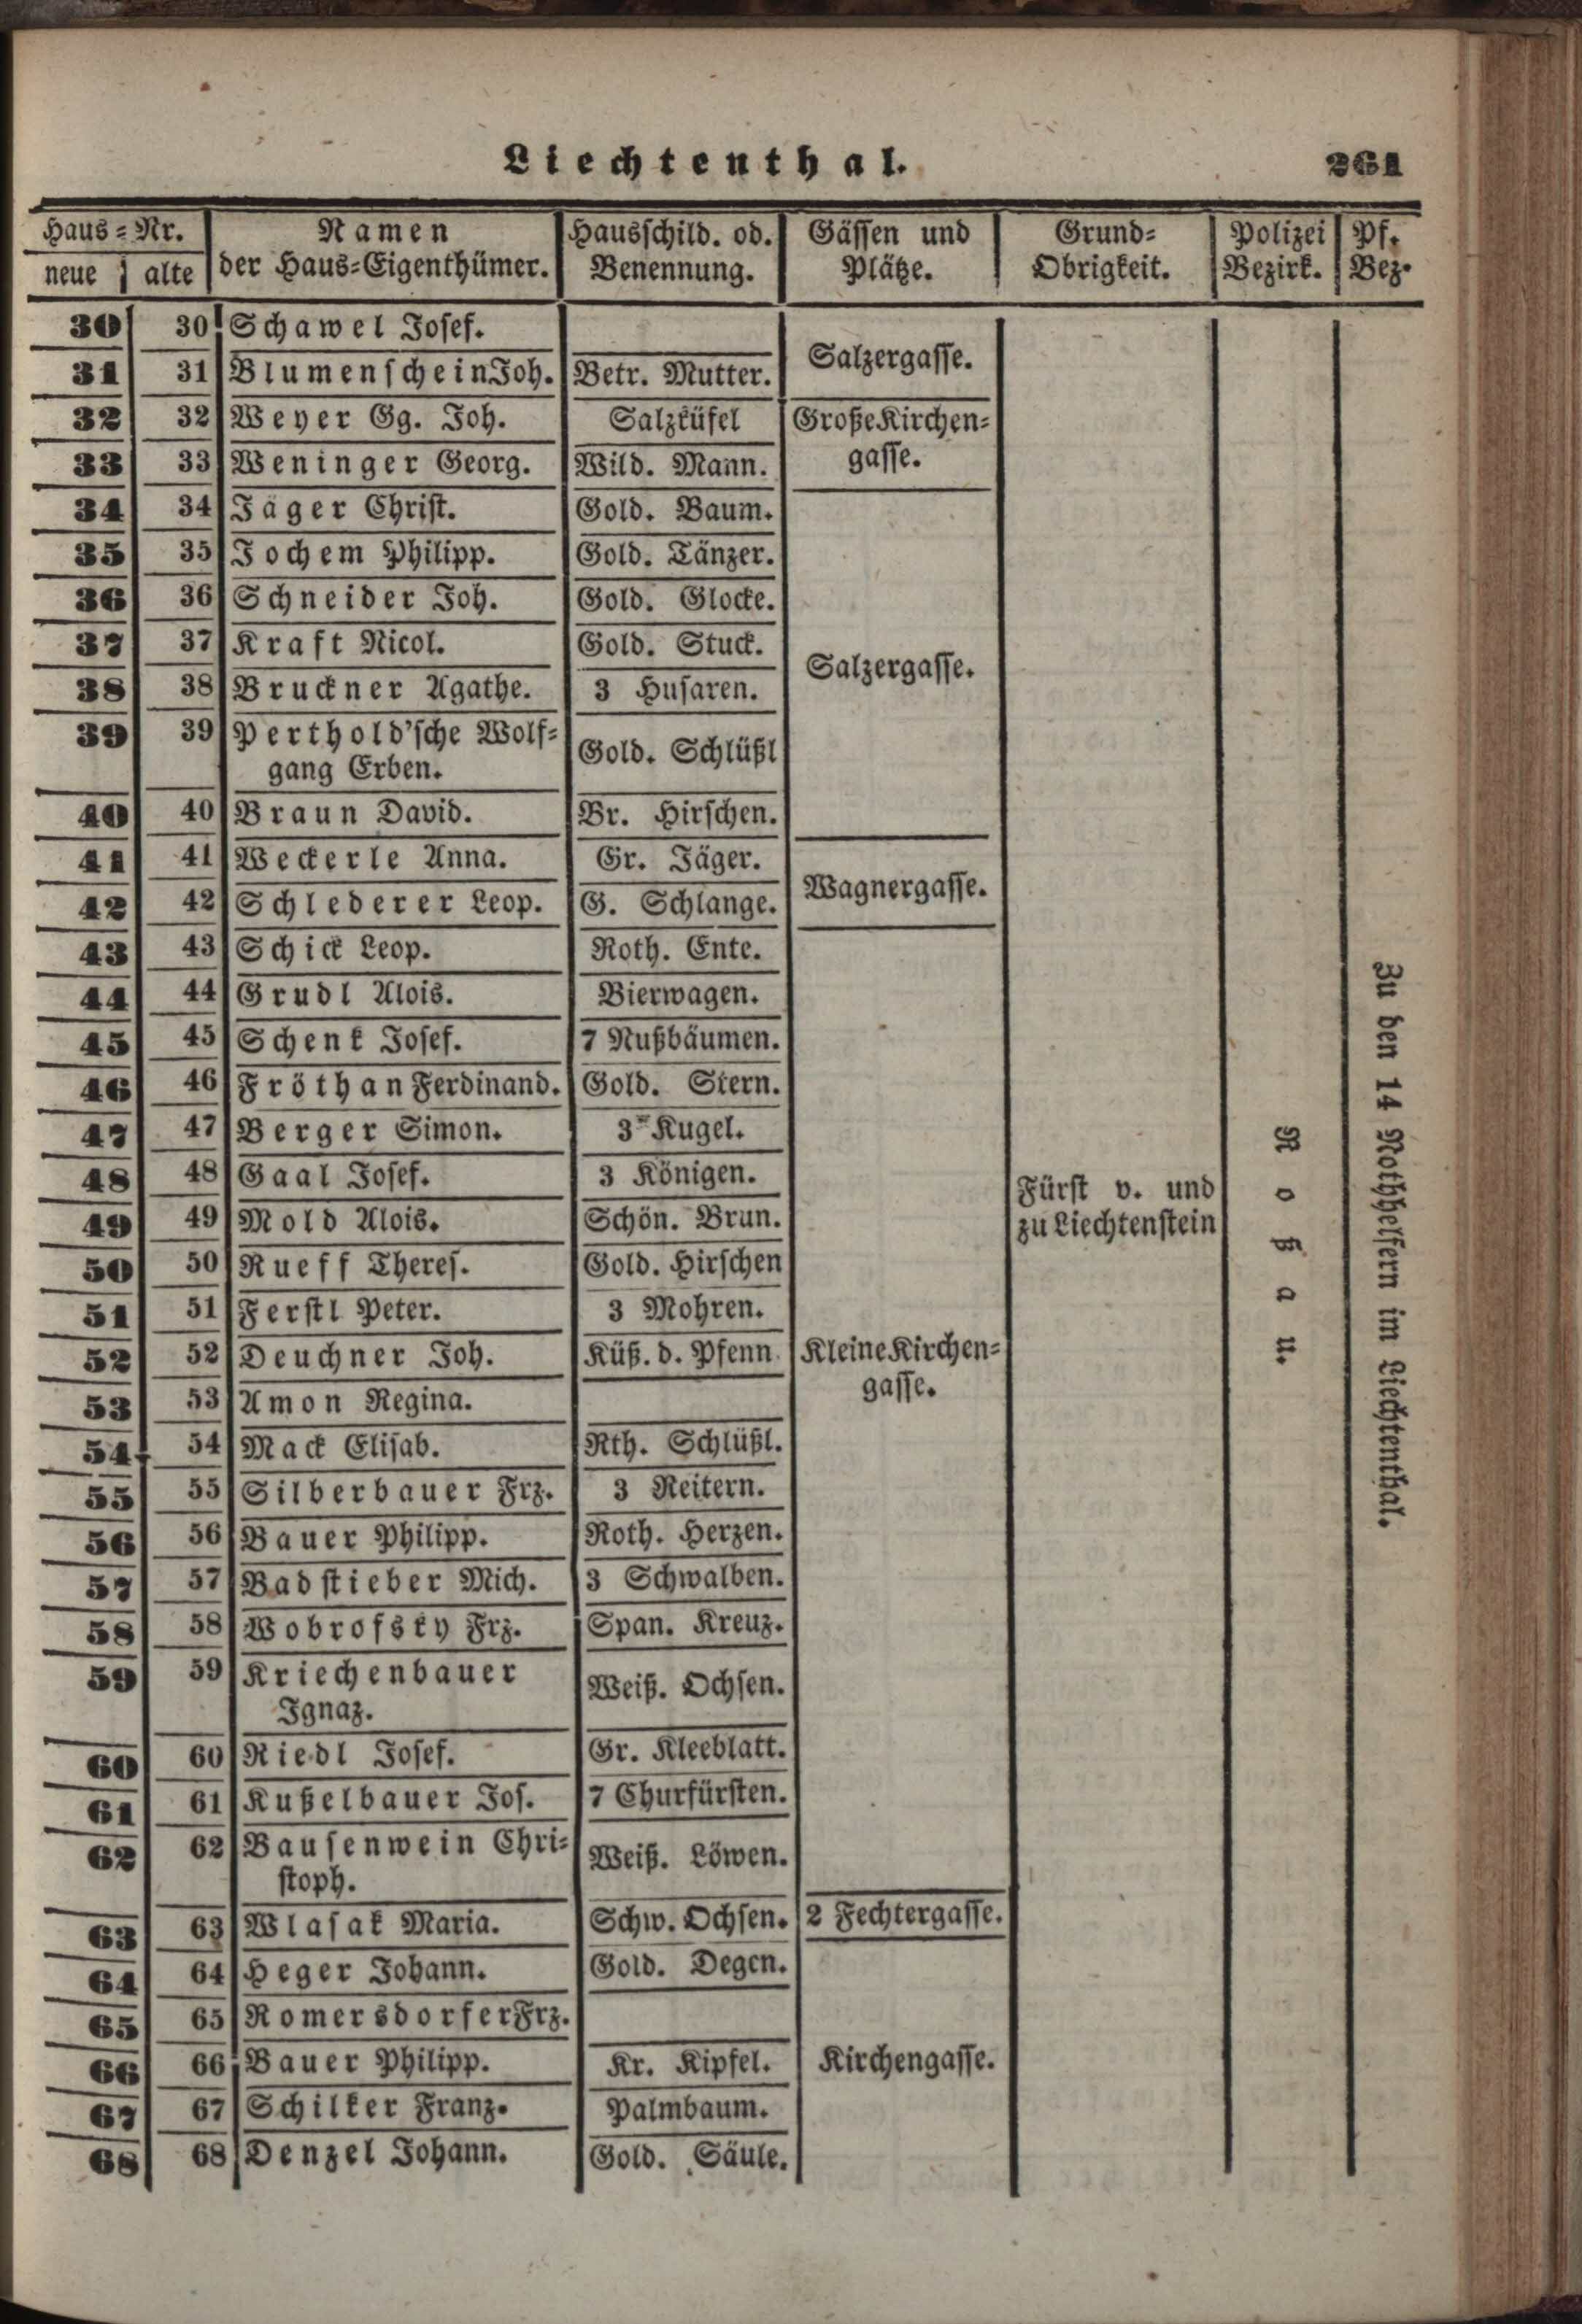 Liechtenthal. 261
Haus=Nr. Namen Hausschild. od. Gässen und Grund= Polizei Pf.
neue alte der Haus=Eigenthümer. Benennung. Plätze. Obrigkeit. Bezirk. Bez.
30 30 Schawel Josef.
Salzergasse.
31 31 Blumenschein Joh. Betr. Mutter.
32 32 Weyer Gg. Joh. Salzküfel Große Kirchen=
33 33 Weninger Georg. Wild. Mann. gasse.
34 34 Jäger Christ. Gold. Baum.
35 35 Jochem Philipp. Gold. Tänzer.
36 36 Schneider Joh. Gold. Glocke.
37 37 Kraft Nicol. Gold. Stuck.
Salzergasse.
38 38 Bruckner Agathe. 3 Husaren.
39 39 Perthold'sche Wolf=
gang Erben. Gold. Schlüßl
40 40 Braun David. Br. Hirschen.
41 41 Weckerle Anna. Gr. Jäger.
Wagnergasse.
42 42 Schlederer Leop. G. Schlange.
43 43 Schick Leop. Roth. Ente.
44 44 Grudl Alois. Bierwagen.
45 45 Schenk Josef. 7 Nußbäumen.
46 46 Fröthan Ferdinand. Gold. Stern.
47 47 Berger Simon. 3 Kugel.
48 48 Gaal Josef. 3 Königen. Fürst v. und
49 49 Mold Alois. Schön. Brun. zu Liechtenstein
50 50 Rueff Theres. Gold. Hirschen
51 51 Ferstl Peter. 3 Mohren.
52 52 Deuchner Joh. Küß. d. Pfenn. Kleine Kirchen=
53 53 Amon Regina. gasse.
54 54 Mack Elisab. Rth. Schlüßl.
55 55 Silberbauer Frz. 3 Reitern.
56 56 Bauer Philipp. Roth. Herzen.
57 57 Badstieber Mich. 3 Schwalben.
58 58 Wobrofsky Frz. Span. Kreuz.
59 59 Kriechenbauer
Ignaz. Weiß. Ochsen.
60 60 Riedl Josef. Gr. Kleeblatt.
61 61 Kußelbauer Jos. 7 Churfürsten.
62 62 Bausenwein Chri=
stoph. Weiß. Löwen.
63 63 Wlasak Maria. Schw. Ochsen. 2 Fechtergasse.
64 64 Heger Johann. Gold. Degen.
65 65 Romersdorfer Frz.
66 66 Bauer Philipp. Kr. Kipfel. Kirchengasse.
67 67 Schilker Franz. Palmbaum.
68 68 Denzel Johann. Gold. Säule.
Roßau.
Zu den 14 Nothhelfern im Liechtenthal.